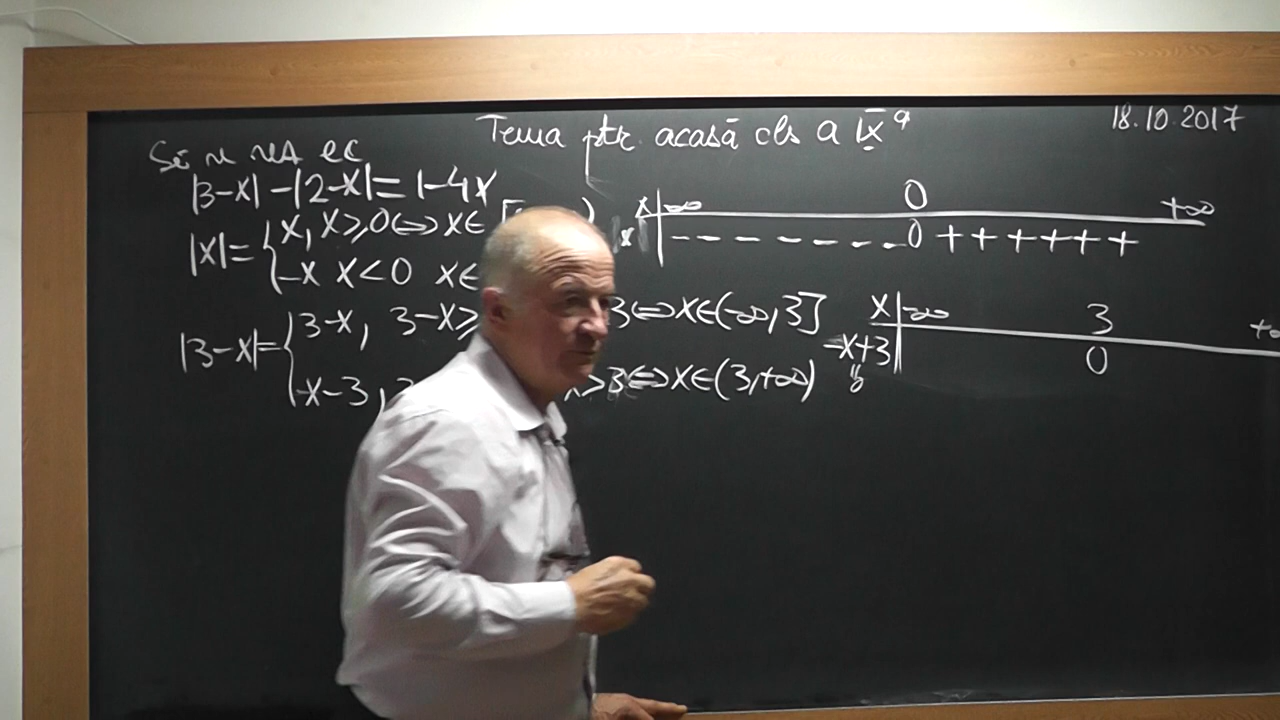 Tema ptr. acasă cls a IX a
18.10.2017
Să se rez ec
|3-x|-|2-x|=1-4x
|x|= { x, x≥0 ⇔ x∈ [
-x x<0 x∈
x | -∞ 0 +∞
x | - - - - - - - - 0 + + + + + +
|3-x|= { 3-x, 3-x≥ 3 ⇔ x∈(-∞,3]
-x-3, x>3 ⇔ x∈(3,+∞)
x | -∞ 3
-x+3 | 0